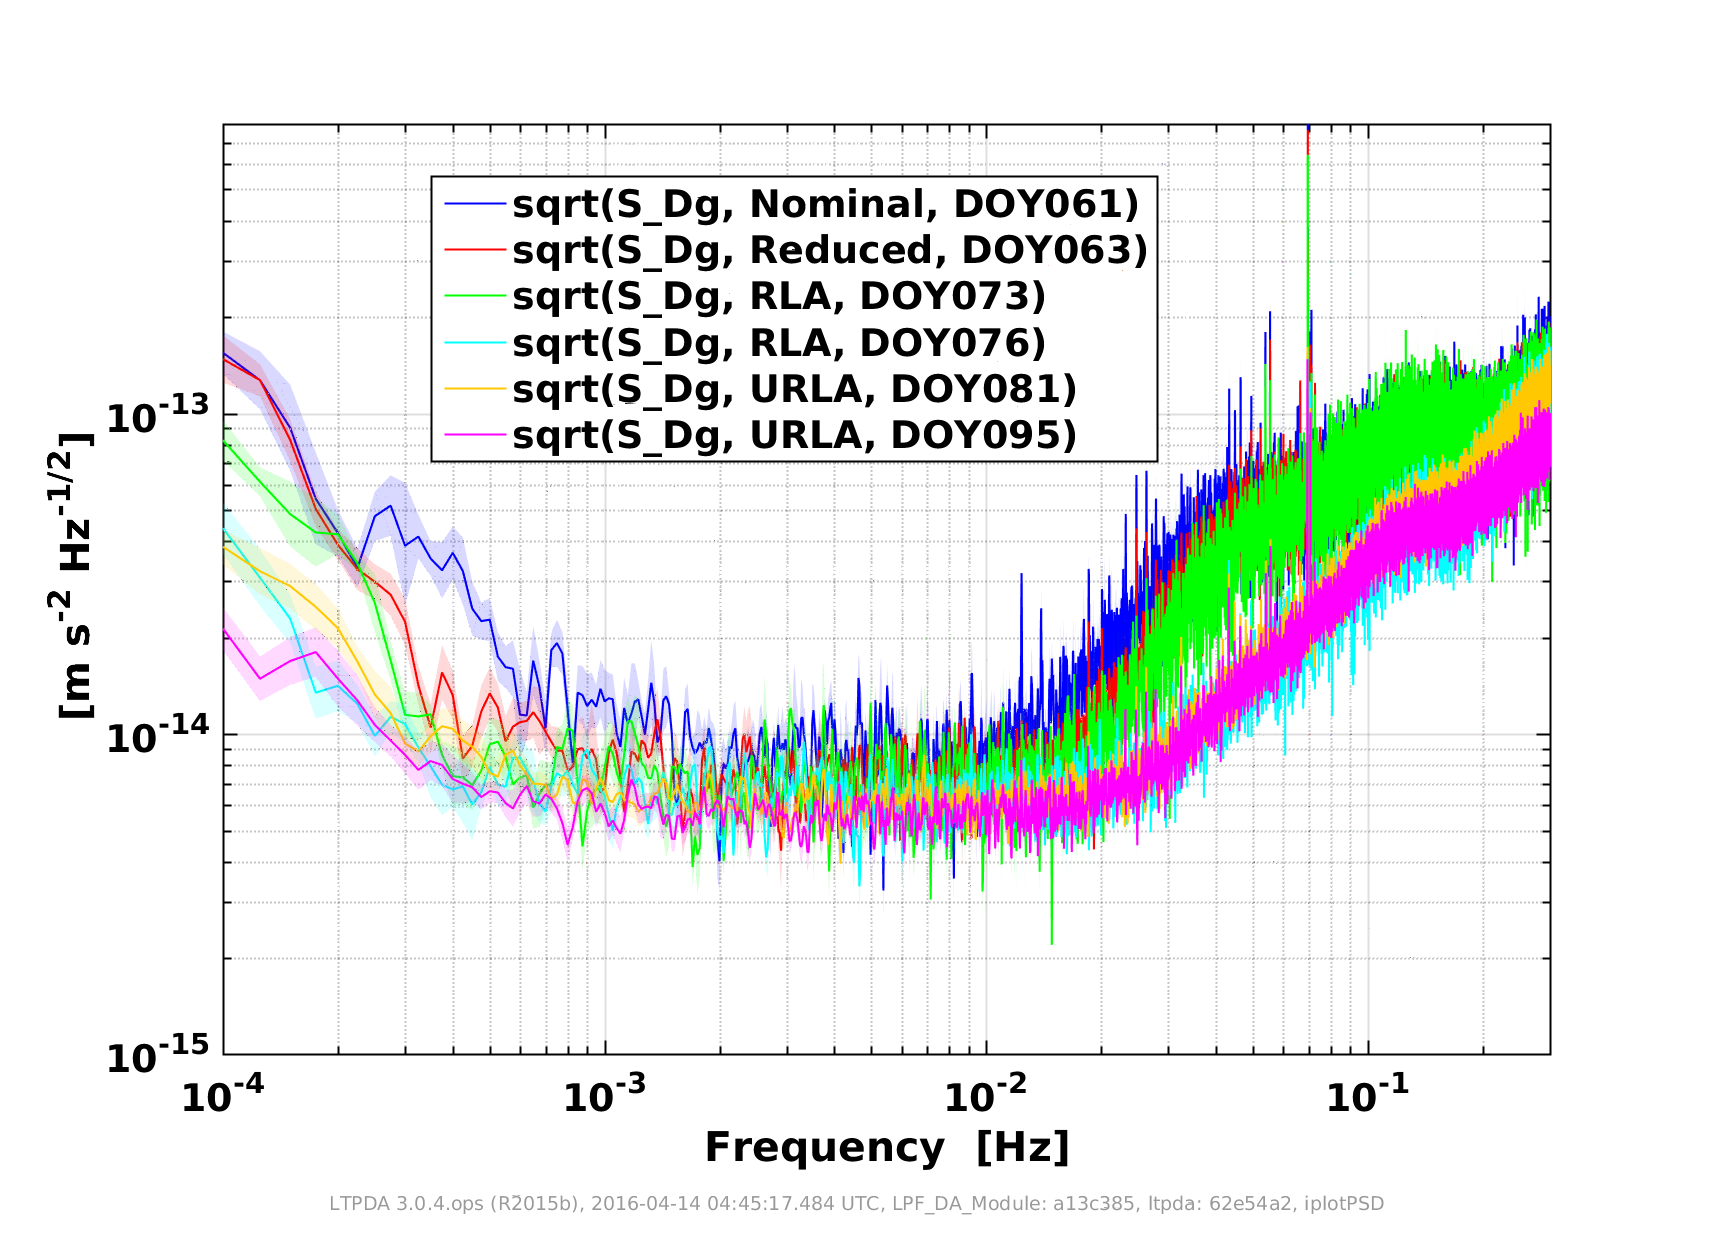 sqrt(S_Dg, Nominal, DOY061)
sqrt(S_Dg, Reduced, DOY063)
sqrt(S_Dg, RLA, DOY073)
sqrt(S_Dg, RLA, DOY076)
sqrt(S_Dg, URLA, DOY081)
sqrt(S_Dg, URLA, DOY095)
[m s^-2 Hz^-1/2]
10^-13
10^-14
10^-15
10^-4 10^-3 10^-2 10^-1
Frequency [Hz]
LTPDA 3.0.4.ops (R2015b), 2016-04-14 04:45:17.484 UTC, LPF_DA_Module: a13c385, ltpda: 62e54a2, iplotPSD